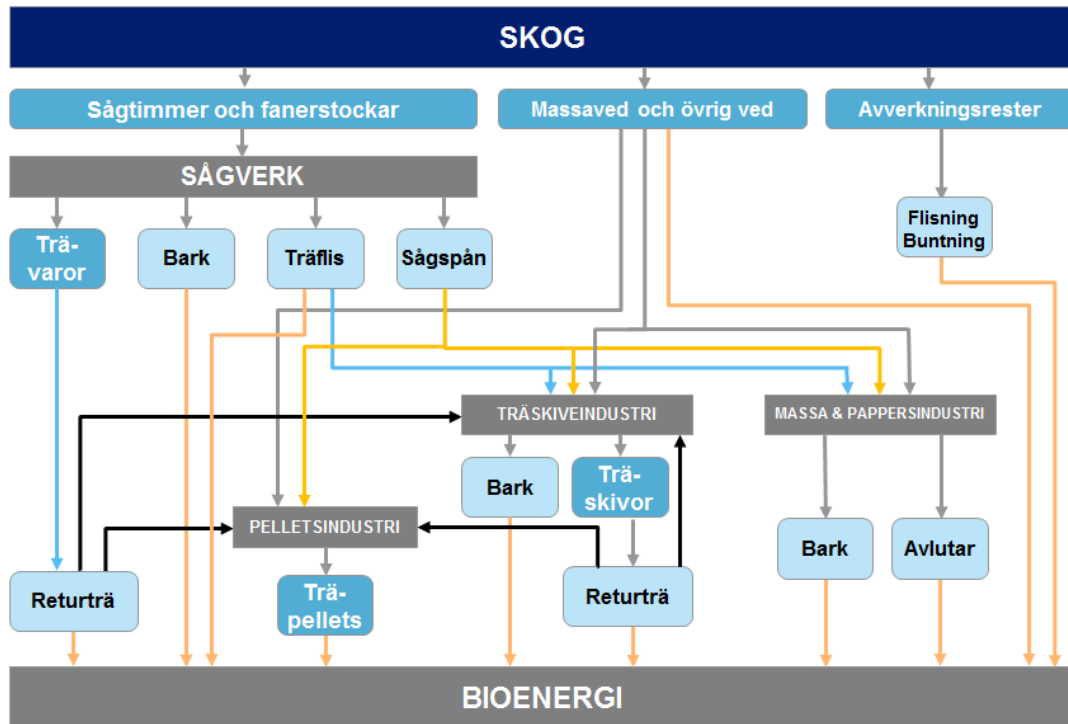 SKOG
Sågtimmer och fanerstockar
Massaved och övrig ved
Avverkningsrester
SÅGVERK
Trä-
varor
Bark
Träflis
Sågspån
Flisning
Buntning
TRÄSKIVEINDUSTRI
MASSA & PAPPERSINDUSTRI
Bark
Trä-
skivor
PELLETSINDUSTRI
Bark
Avlutar
Returträ
Trä-
pellets
Returträ
BIOENERGI